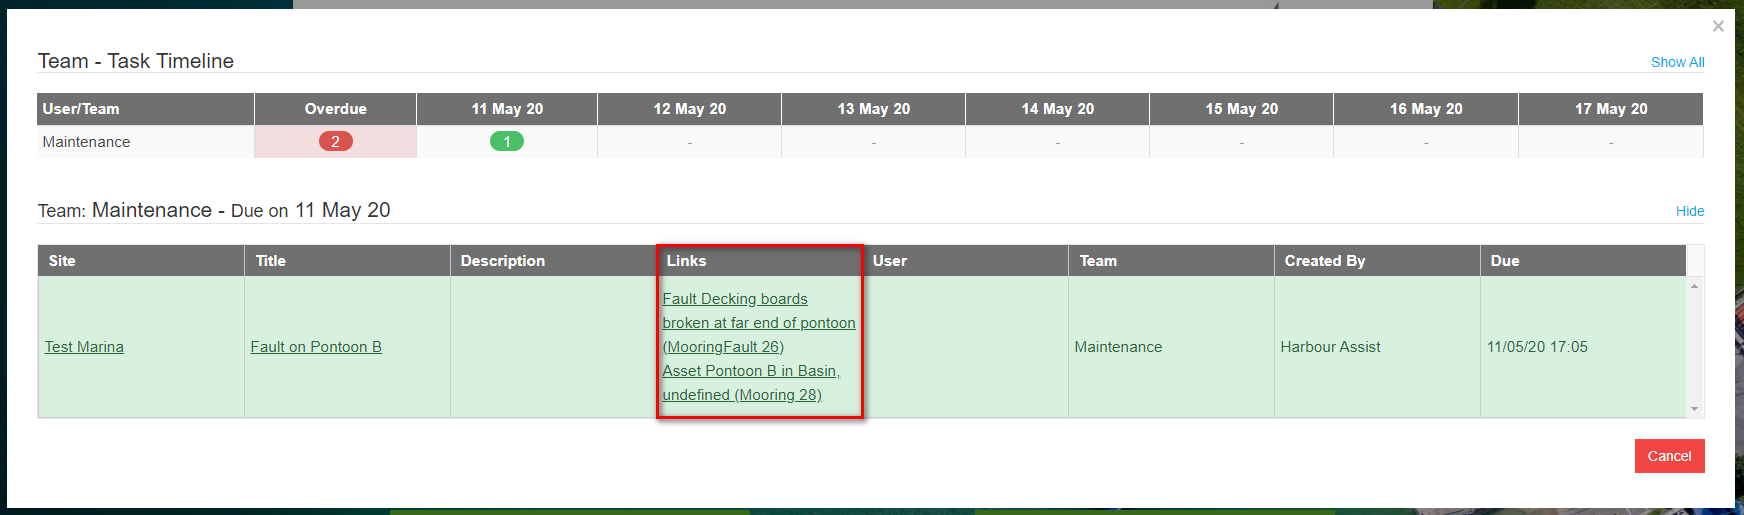 ×
Team - Task Timeline Show All
User/Team Overdue 11 May 20 12 May 20 13 May 20 14 May 20 15 May 20 16 May 20 17 May 20
Maintenance 2 1 - - - - - -
Team: Maintenance - Due on 11 May 20 Hide
Site Title Description Links User Team Created By Due
Test Marina Fault on Pontoon B Fault Decking boards
broken at far end of pontoon
(MooringFault 26)
Asset Pontoon B in Basin,
undefined (Mooring 28) Maintenance Harbour Assist 11/05/20 17:05
Cancel